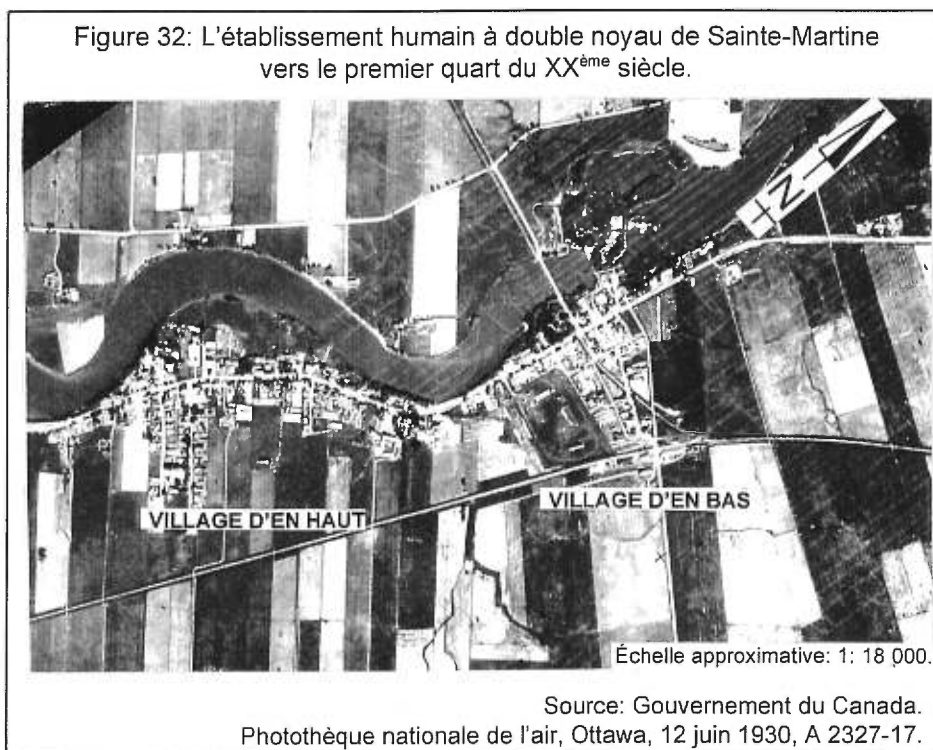 Figure 32: L'établissement humain à double noyau de Sainte-Martine
vers le premier quart du XXème siècle.
N
VILLAGE D'EN HAUT
VILLAGE D'EN BAS
Échelle approximative: 1: 18 000.
Source: Gouvernement du Canada.
Photothèque nationale de l'air, Ottawa, 12 juin 1930, A 2327-17.